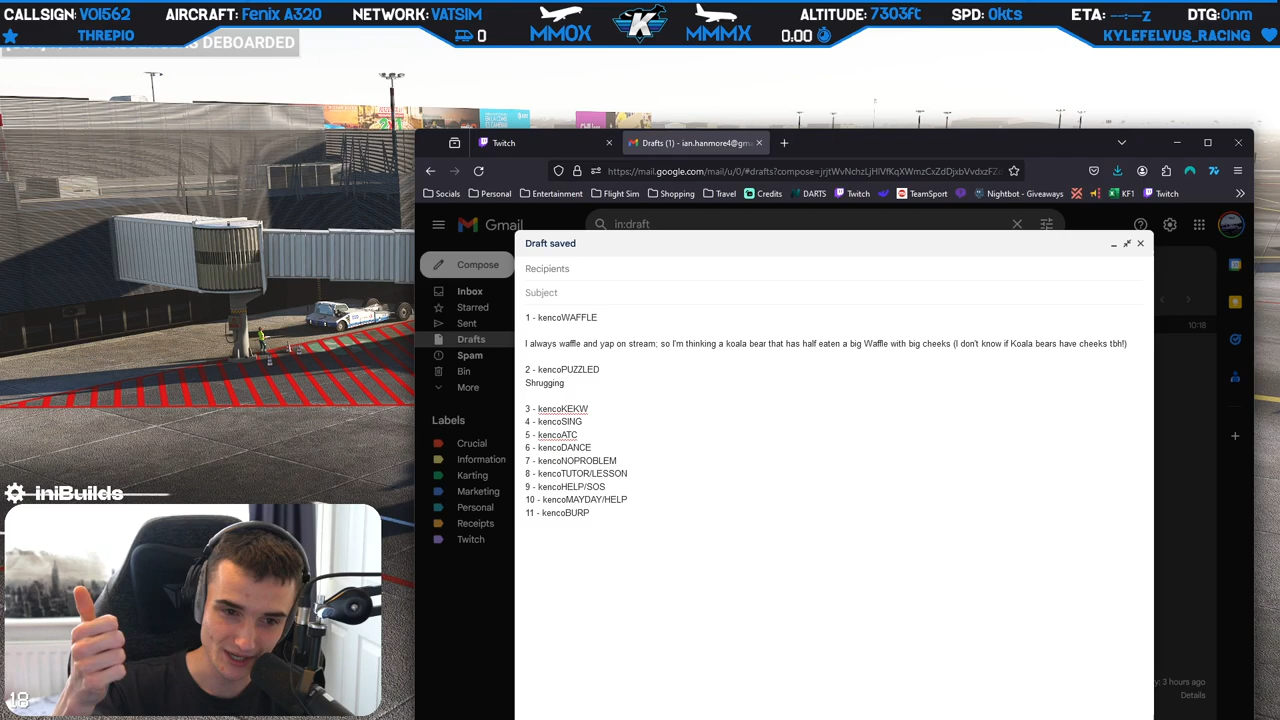 CALLSIGN: VOI562
AIRCRAFT: Fenix A320
NETWORK: VATSIM
ALTITUDE: 7303ft
SPD: 0kts
ETA: --:--z
DTG: 0nm
THREPIO
0
MMOX
K
MMMX
0:00
KYLEFELVUS_RACING
DEBOARDED
Twitch
Drafts (1) - ian.hanmore4@gm
https://mail.google.com/mail/u/0/#drafts?compose=
Socials
Personal
Entertainment
Flight Sim
Shopping
Travel
Credits
DARTS
Twitch
TeamSport
Nightbot - Giveaways
KF1
Twitch
Gmail
in:draft
Compose
Inbox
Starred
Sent
Drafts
Spam
Bin
More
Labels
Crucial
Information
Karting
Marketing
Personal
Receipts
Twitch
Draft saved
Recipients
Subject
1 - kencoWAFFLE
I always waffle and yap on stream; so I'm thinking a koala bear that has half eaten a big Waffle with big cheeks (I don't know if Koala bears have cheeks tbh!)
2 - kencoPUZZLED
Shrugging
3 - kencoKEKW
4 - kencoSING
5 - kencoATC
6 - kencoDANCE
7 - kencoNOPROBLEM
8 - kencoTUTOR/LESSON
9 - kencoHELP/SOS
10 - kencoMAYDAY/HELP
11 - kencoBURP
10:18
y: 3 hours ago
Details
iniBuilds
18